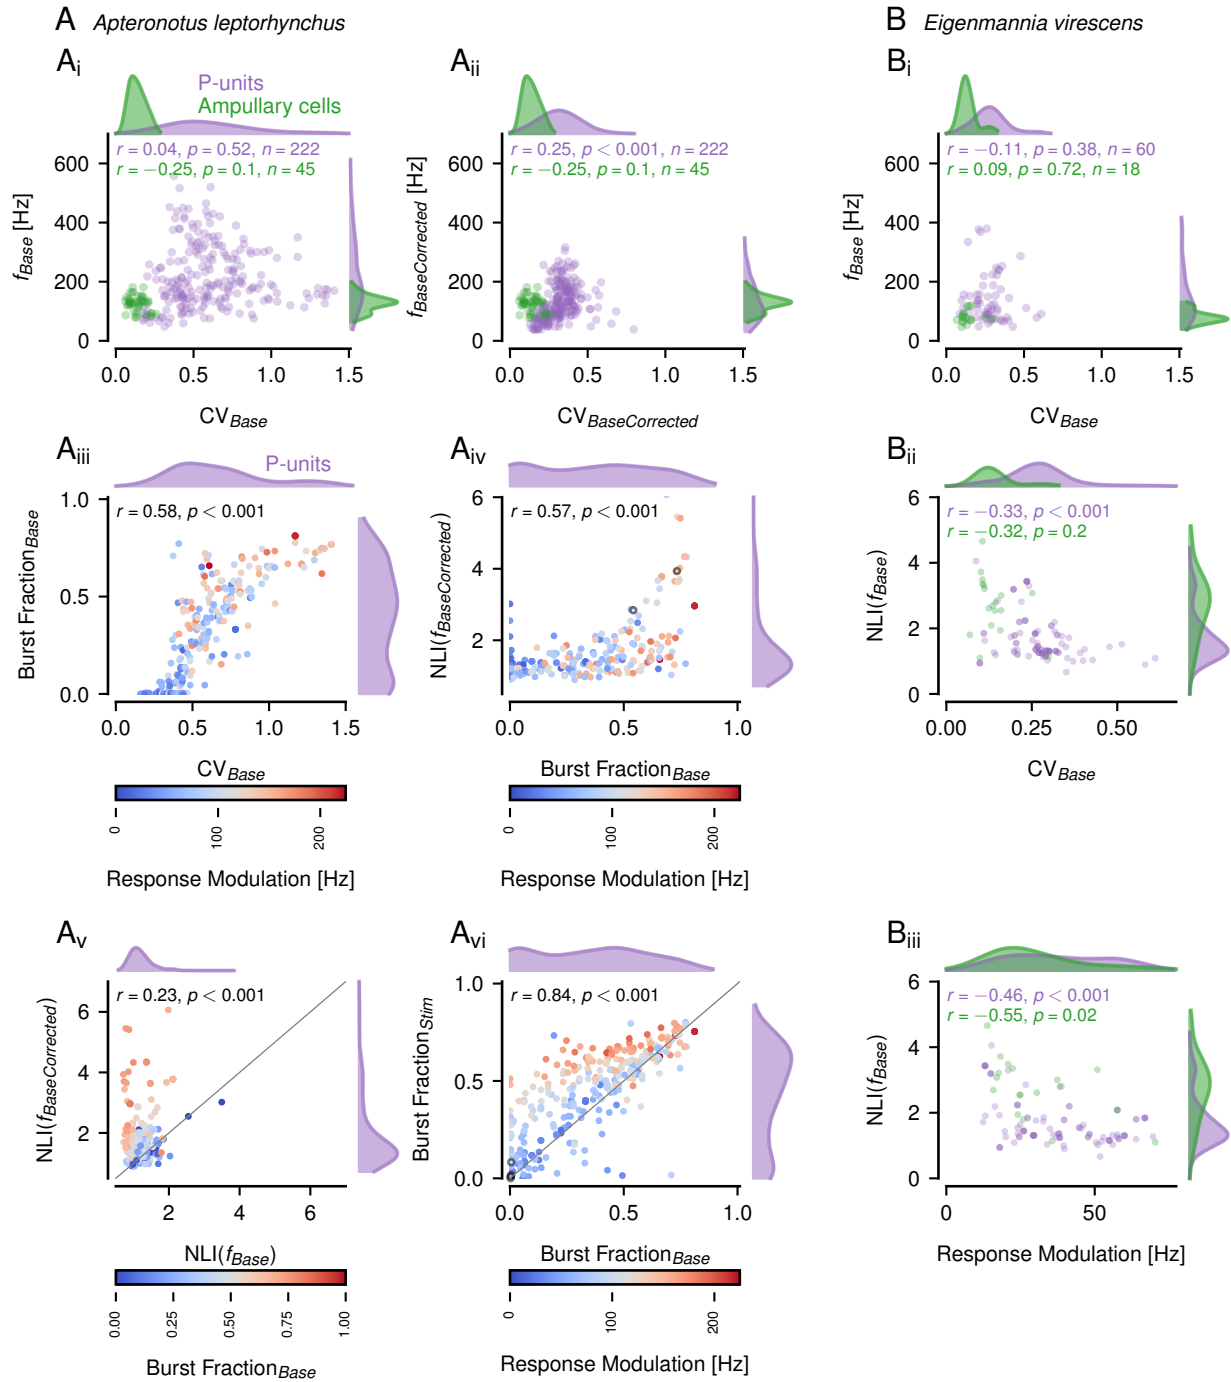 A Apteronotus leptorhynchus
B Eigenmannia virescens
Ai
P-units
Ampullary cells
r = 0.04, p = 0.52, n = 222
r = −0.25, p = 0.1, n = 45
fBase [Hz]
600
400
200
0
0.0 0.5 1.0 1.5
CVBase
Aii
r = 0.25, p < 0.001, n = 222
r = −0.25, p = 0.1, n = 45
fBaseCorrected [Hz]
600
400
200
0
0.0 0.5 1.0 1.5
CVBaseCorrected
Bi
r = −0.11, p = 0.38, n = 60
r = 0.09, p = 0.72, n = 18
fBase [Hz]
600
400
200
0
0.0 0.5 1.0 1.5
CVBase
Aiii
P-units
r = 0.58, p < 0.001
Burst FractionBase
1.0
0.5
0.0
0.0 0.5 1.0 1.5
CVBase
0 100 200
Response Modulation [Hz]
Aiv
r = 0.57, p < 0.001
NLI(fBaseCorrected)
6
4
2
0.0 0.5 1.0
Burst FractionBase
0 100 200
Response Modulation [Hz]
Bii
r = −0.33, p < 0.001
r = −0.32, p = 0.2
NLI(fBase)
6
4
2
0
0.00 0.25 0.50
CVBase
Av
r = 0.23, p < 0.001
NLI(fBaseCorrected)
6
4
2
2 4 6
NLI(fBase)
0.00 0.25 0.50 0.75 1.00
Burst FractionBase
Avi
r = 0.84, p < 0.001
Burst FractionStim
1.0
0.5
0.0
0.0 0.5 1.0
Burst FractionBase
0 100 200
Response Modulation [Hz]
Biii
r = −0.46, p < 0.001
r = −0.55, p = 0.02
NLI(fBase)
6
4
2
0
0 50
Response Modulation [Hz]